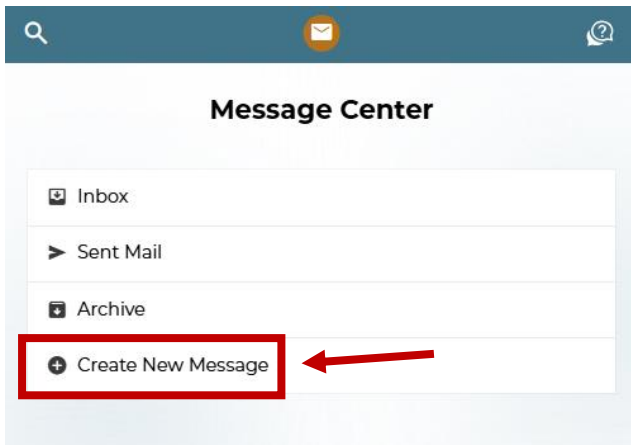 Message Center
Inbox
Sent Mail
Archive
Create New Message